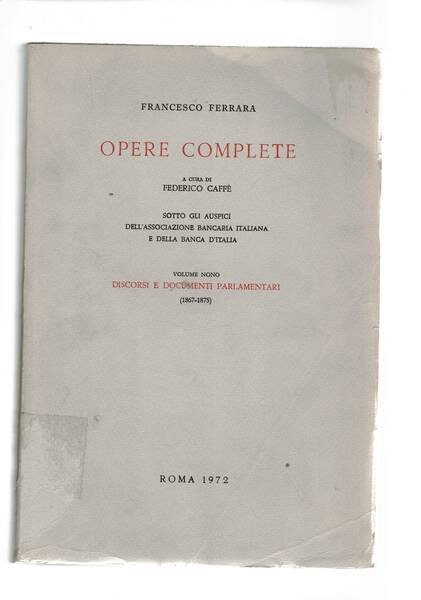 FRANCESCO FERRARA
OPERE COMPLETE
A CURA DI
FEDERICO CAFFÈ
SOTTO GLI AUSPICI
DELL'ASSOCIAZIONE BANCARIA ITALIANA
E DELLA BANCA D'ITALIA
VOLUME NONO
DISCORSI E DOCUMENTI PARLAMENTARI
(1867-1875)
ROMA 1972